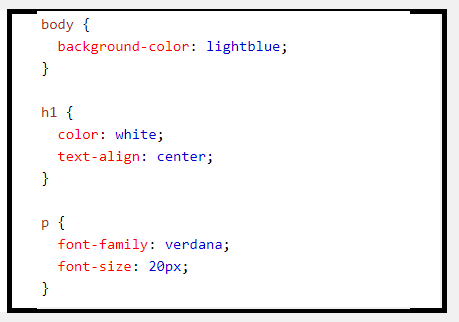 body {
  background-color: lightblue;
}

h1 {
  color: white;
  text-align: center;
}

p {
  font-family: verdana;
  font-size: 20px;
}